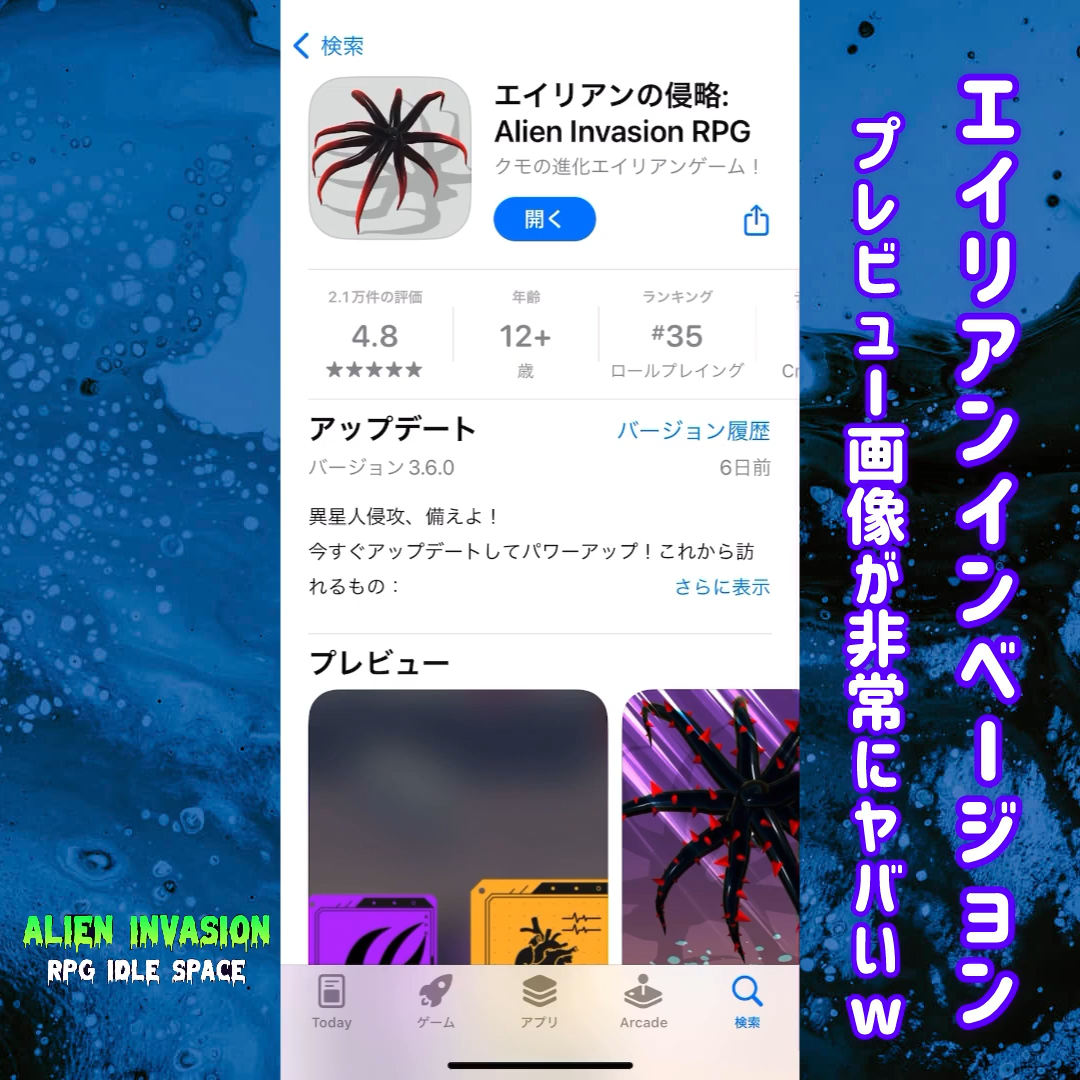 検索
エイリアンの侵略:
Alien Invasion RPG
クモの進化エイリアンゲーム！
開く
2.1万件の評価
4.8
★★★★★
年齢
12+
歳
ランキング
#35
ロールプレイング
アップデート
バージョン履歴
バージョン 3.6.0
6日前
異星人侵攻、備えよ！
今すぐアップデートしてパワーアップ！これから訪
れるもの：
さらに表示
プレビュー
Today
ゲーム
アプリ
Arcade
検索
エイリアンインベージョン
プレビュー画像が非常にヤバいw
ALIEN INVASION
RPG IDLE SPACE